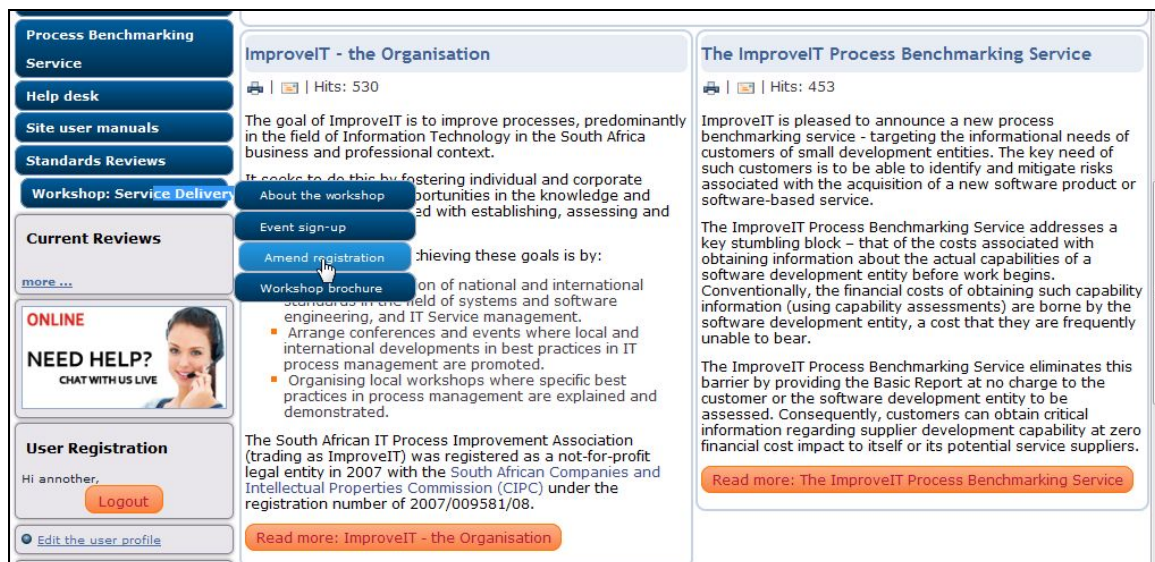 Process Benchmarking
Service
Help desk
Site user manuals
Standards Reviews
Workshop: Service Delivery
About the workshop
Event sign-up
Amend registration
Workshop brochure
Current Reviews
more ...
ONLINE
NEED HELP?
CHAT WITH US LIVE
User Registration
Hi annother,
Logout
Edit the user profile
ImproveIT - the Organisation
| | Hits: 530
The goal of ImproveIT is to improve processes, predominantly
in the field of Information Technology in the South Africa
business and professional context.
It seeks to do this by fostering individual and corporate
portunities in the knowledge and
ed with establishing, assessing and
chieving these goals is by:
on of national and international
standards in the field of systems and software
engineering, and IT Service management.
Arrange conferences and events where local and
international developments in best practices in IT
process management are promoted.
Organising local workshops where specific best
practices in process management are explained and
demonstrated.
The South African IT Process Improvement Association
(trading as ImproveIT) was registered as a not-for-profit
legal entity in 2007 with the South African Companies and
Intellectual Properties Commission (CIPC) under the
registration number of 2007/009581/08.
Read more: ImproveIT - the Organisation
The ImproveIT Process Benchmarking Service
| | Hits: 453
ImproveIT is pleased to announce a new process
benchmarking service - targeting the informational needs of
customers of small development entities. The key need of
such customers is to be able to identify and mitigate risks
associated with the acquisition of a new software product or
software-based service.
The ImproveIT Process Benchmarking Service addresses a
key stumbling block – that of the costs associated with
obtaining information about the actual capabilities of a
software development entity before work begins.
Conventionally, the financial costs of obtaining such capability
information (using capability assessments) are borne by the
software development entity, a cost that they are frequently
unable to bear.
The ImproveIT Process Benchmarking Service eliminates this
barrier by providing the Basic Report at no charge to the
customer or the software development entity to be
assessed. Consequently, customers can obtain critical
information regarding supplier development capability at zero
financial cost impact to itself or its potential service suppliers.
Read more: The ImproveIT Process Benchmarking Service